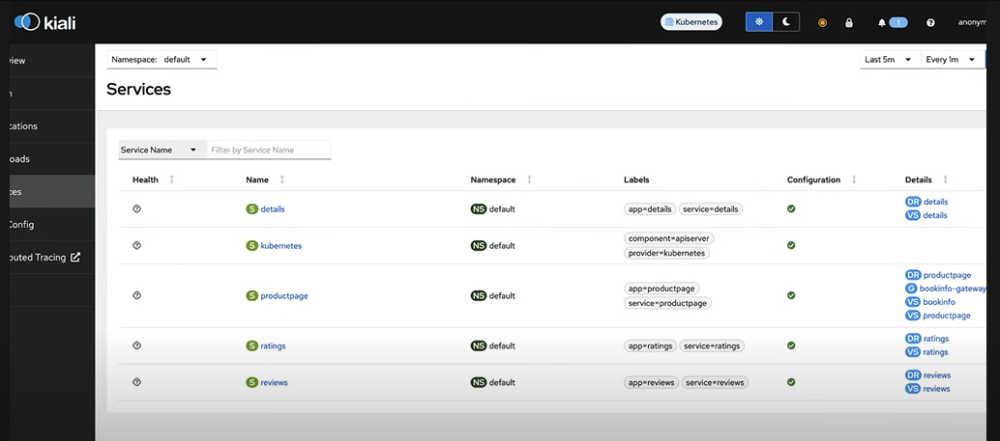 kiali
Kubernetes
1
anonym
view
Namespace: default
Last 5m
Every 1m
Services
cations
oads
ces
Config
buted Tracing
Service Name
Filter by Service Name
Health Name Namespace Labels Configuration Details
S details NS default app=details service=details DR details
VS details
S kubernetes NS default component=apiserver
provider=kubernetes
S productpage NS default app=productpage
service=productpage
DR productpage
G bookinfo-gateway
VS bookinfo
VS productpage
S ratings NS default app=ratings service=ratings DR ratings
VS ratings
S reviews NS default app=reviews service=reviews DR reviews
VS reviews